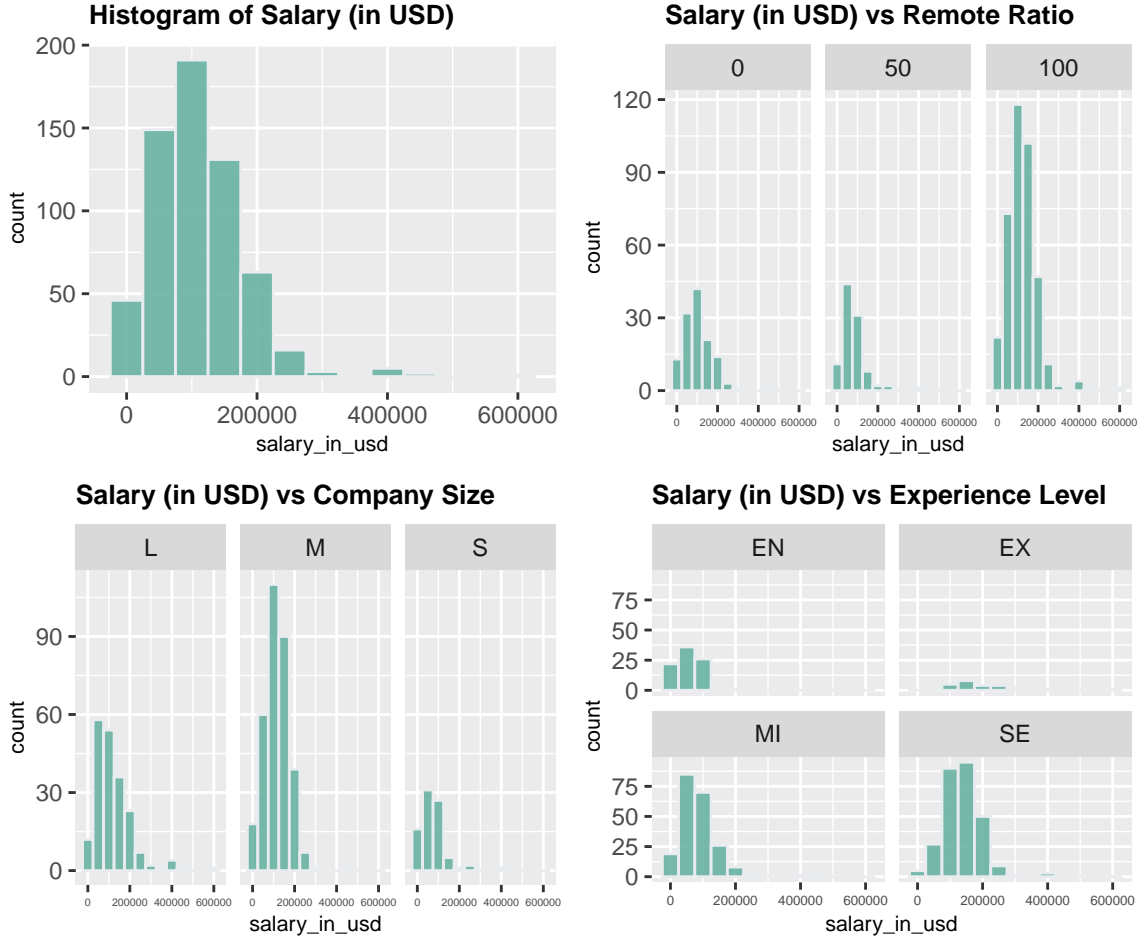 Histogram of Salary (in USD)
200
150
100
50
0
count
0 200000 400000 600000
salary_in_usd
Salary (in USD) vs Remote Ratio
0 50 100
120
90
60
30
0
count
0 200000 400000 600000 0 200000 400000 600000 0 200000 400000 600000
salary_in_usd
Salary (in USD) vs Company Size
L M S
90
60
30
0
count
0 200000 400000 600000 0 200000 400000 600000 0 200000 400000 600000
salary_in_usd
Salary (in USD) vs Experience Level
EN EX
75
50
25
0
count
MI SE
75
50
25
0
0 200000 400000 600000 0 200000 400000 600000
salary_in_usd